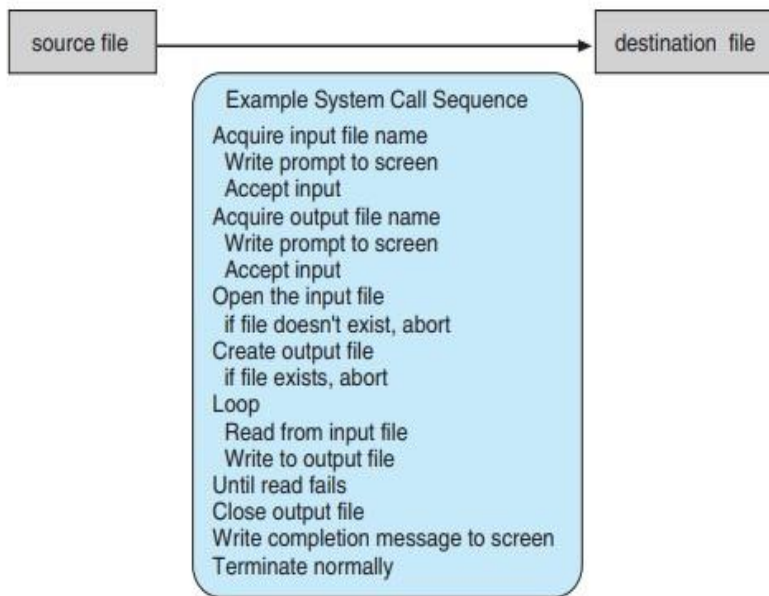 source file
destination file
Example System Call Sequence
Acquire input file name
Write prompt to screen
Accept input
Acquire output file name
Write prompt to screen
Accept input
Open the input file
if file doesn't exist, abort
Create output file
if file exists, abort
Loop
Read from input file
Write to output file
Until read fails
Close output file
Write completion message to screen
Terminate normally